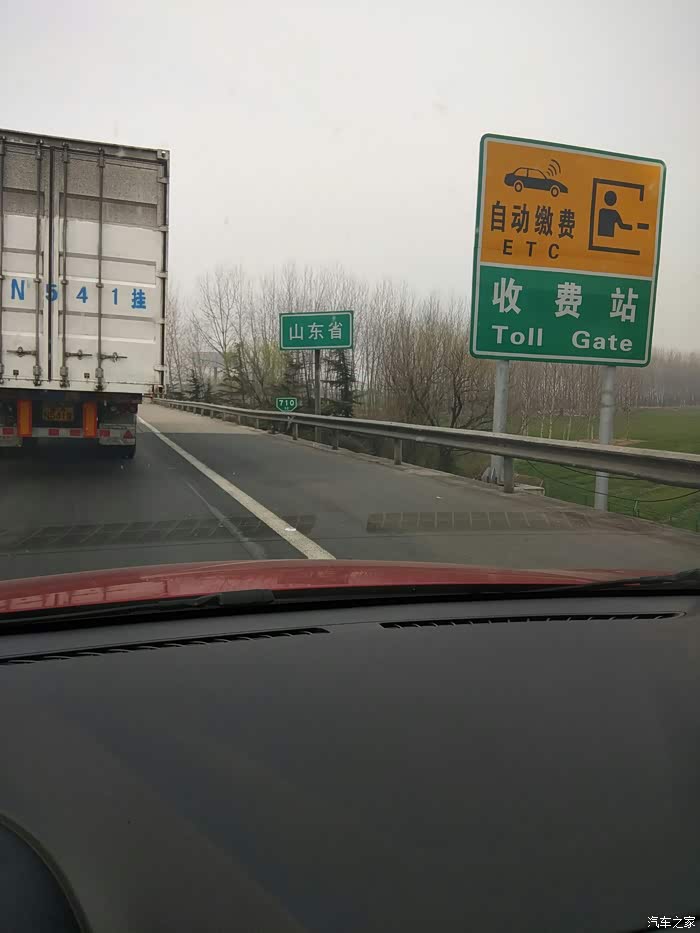 N 541挂
山东省
710
自动缴费
ETC
收费站
Toll Gate
汽车之家